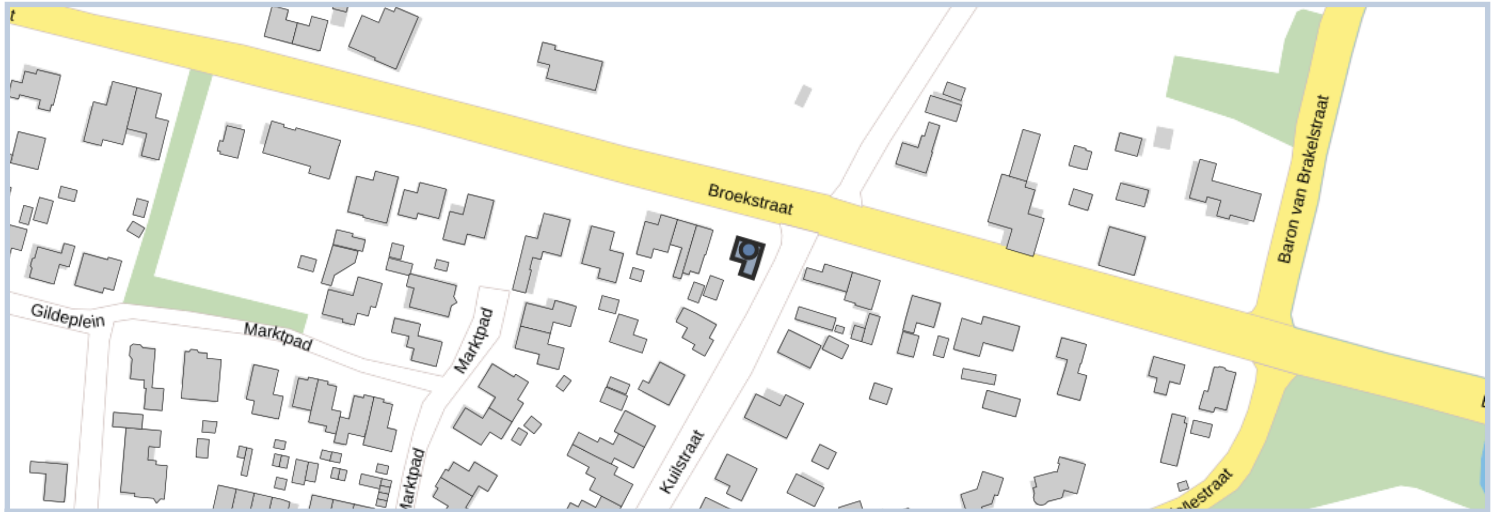 Broekstraat
Baron van Brakelstraat
Gildeplein
Marktpad
Marktpad
Kuilstraat
Marktpad